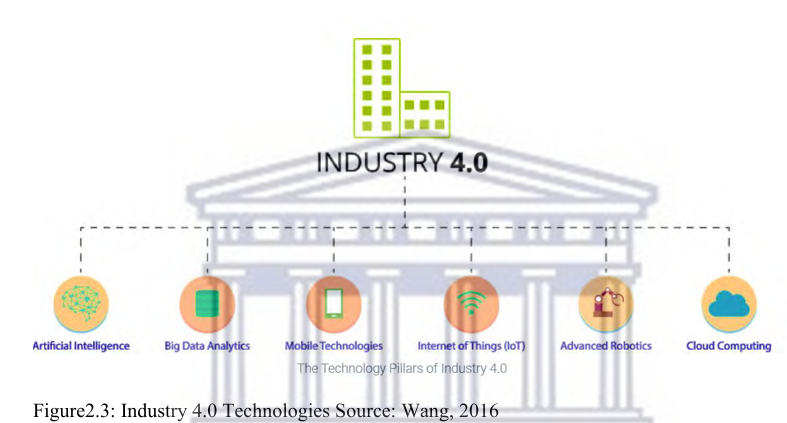 INDUSTRY 4.0
Artificial Intelligence Big Data Analytics Mobile Technologies Internet of Things (IoT) Advanced Robotics Cloud Computing
The Technology Pillars of Industry 4.0
Figure2.3: Industry 4.0 Technologies Source: Wang, 2016